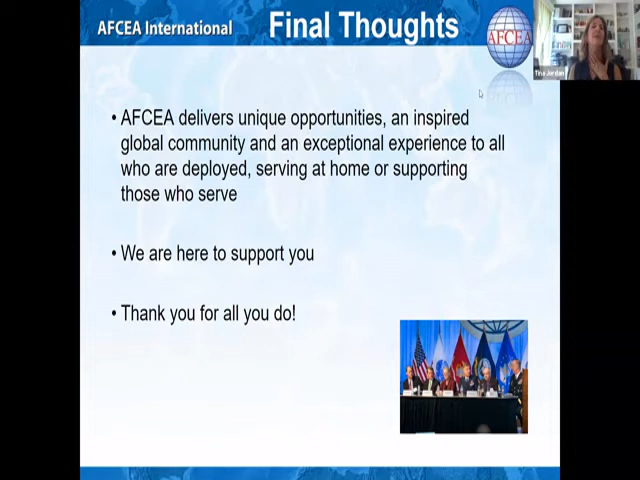 AFCEA International
Final Thoughts
AFCEA
Tina Jordan
• AFCEA delivers unique opportunities, an inspired
global community and an exceptional experience to all
who are deployed, serving at home or supporting
those who serve
• We are here to support you
• Thank you for all you do!